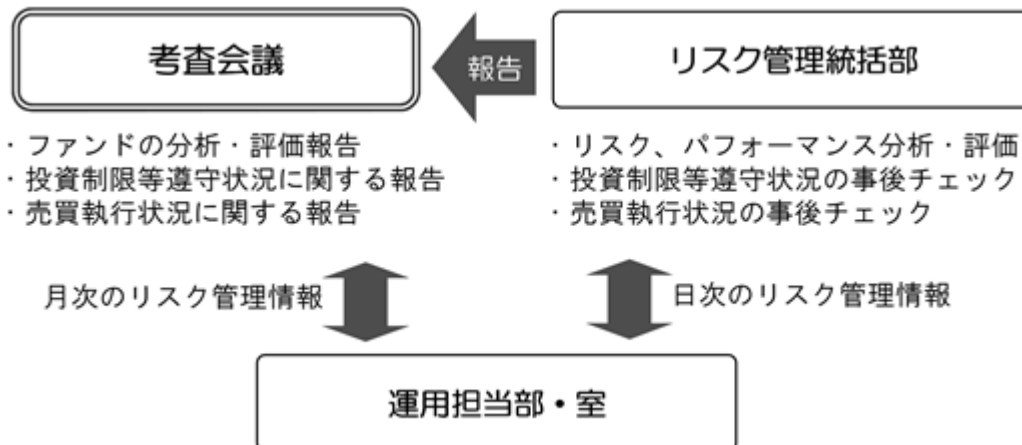 考査会議
報告
リスク管理統括部
・ファンドの分析・評価報告
・投資制限等遵守状況に関する報告
・売買執行状況に関する報告
・リスク、パフォーマンス分析・評価
・投資制限等遵守状況の事後チェック
・売買執行状況の事後チェック
月次のリスク管理情報
日次のリスク管理情報
運用担当部・室